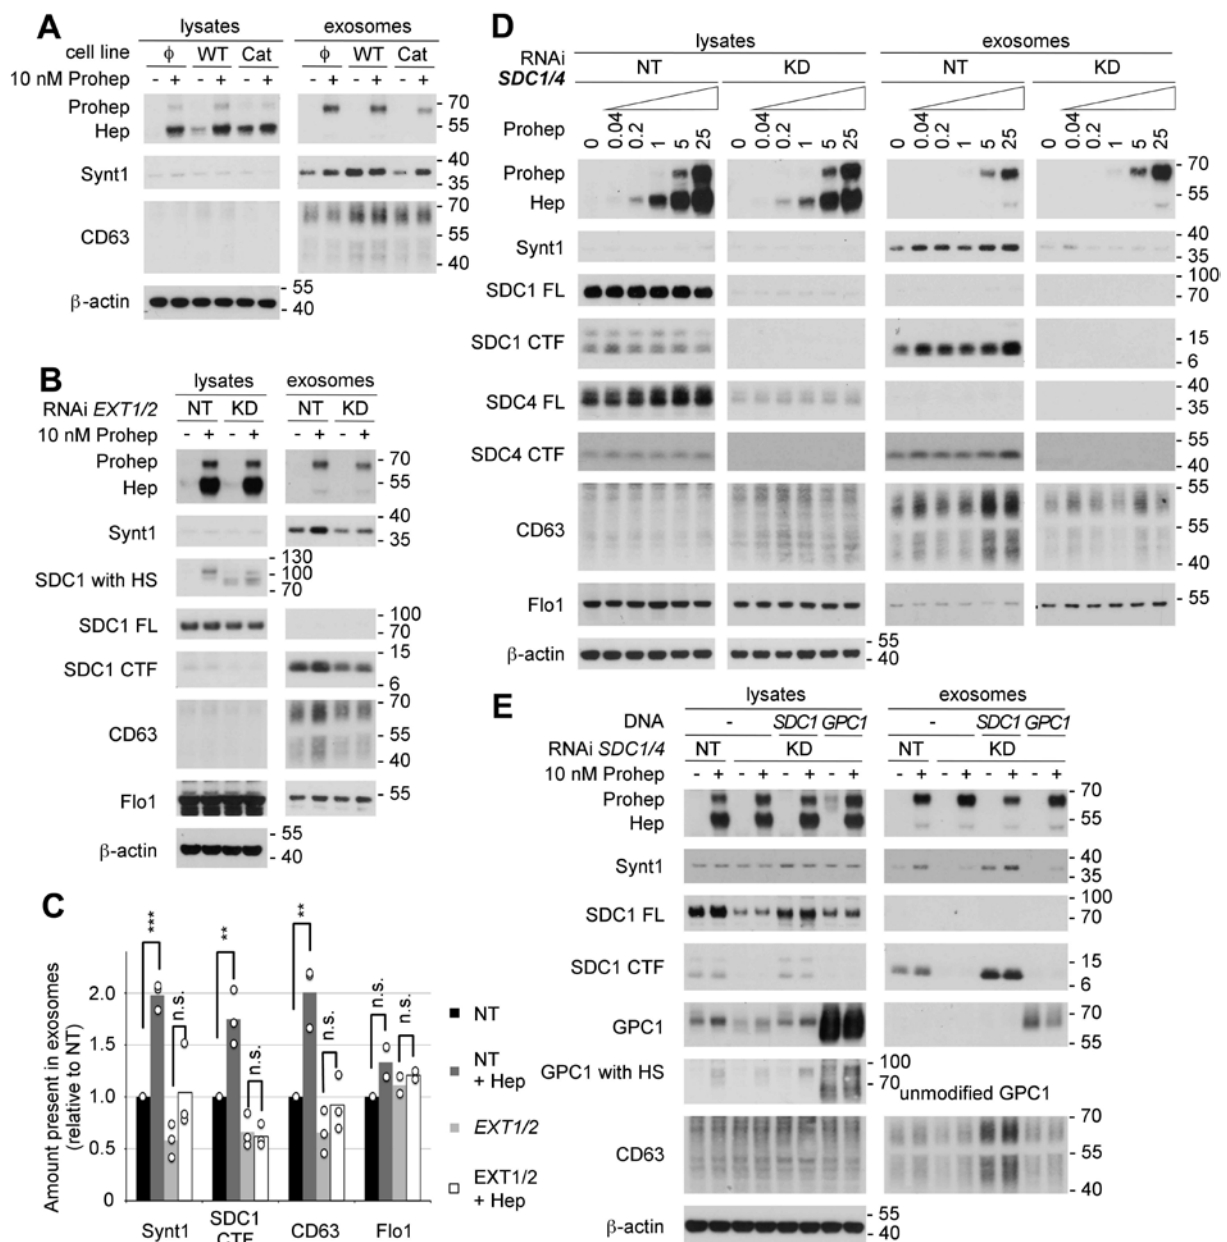 A
lysates exosomes
cell line ϕ WT Cat ϕ WT Cat
10 nM Prohep - + - + - + - + - + - +
Prohep - 70
Hep - 55
Synt1 - 40
- 35
CD63 - 70
- 55
- 40
β-actin - 55
- 40
B
lysates exosomes
RNAi EXT1/2 NT KD NT KD
10 nM Prohep - + - + - + - +
Prohep - 70
Hep - 55
Synt1 - 40
- 35
SDC1 with HS - 130
- 100
- 70
SDC1 FL - 100
- 70
SDC1 CTF - 15
- 6
CD63 - 70
- 55
- 40
Flo1 - 55
β-actin - 55
- 40
C
Amount present in exosomes
(relative to NT)
2.0
1.5
1.0
0.5
0
*** n.s. ** n.s. ** n.s. n.s. n.s.
Synt1 SDC1 CTF CD63 Flo1
NT
NT + Hep
EXT1/2
EXT1/2 + Hep
D
lysates exosomes
RNAi SDC1/4 NT KD NT KD
Prohep 0 0.04 0.2 1 5 25 0 0.04 0.2 1 5 25 0 0.04 0.2 1 5 25 0 0.04 0.2 1 5 25
Prohep - 70
Hep - 55
Synt1 - 40
- 35
SDC1 FL - 100
- 70
SDC1 CTF - 15
- 6
SDC4 FL - 40
- 35
SDC4 CTF - 55
- 40
CD63 - 55
- 55
- 40
Flo1 - 55
β-actin - 55
- 40
E
lysates exosomes
DNA - SDC1 GPC1 - SDC1 GPC1
RNAi SDC1/4 NT KD NT KD
10 nM Prohep - + - + - + - + - + - + - + - +
Prohep - 70
Hep - 55
Synt1 - 40
- 35
SDC1 FL - 100
- 70
SDC1 CTF - 15
- 6
GPC1 - 70
- 55
GPC1 with HS - 100
- 70
unmodified GPC1
CD63 - 70
- 55
- 40
β-actin - 55
- 40